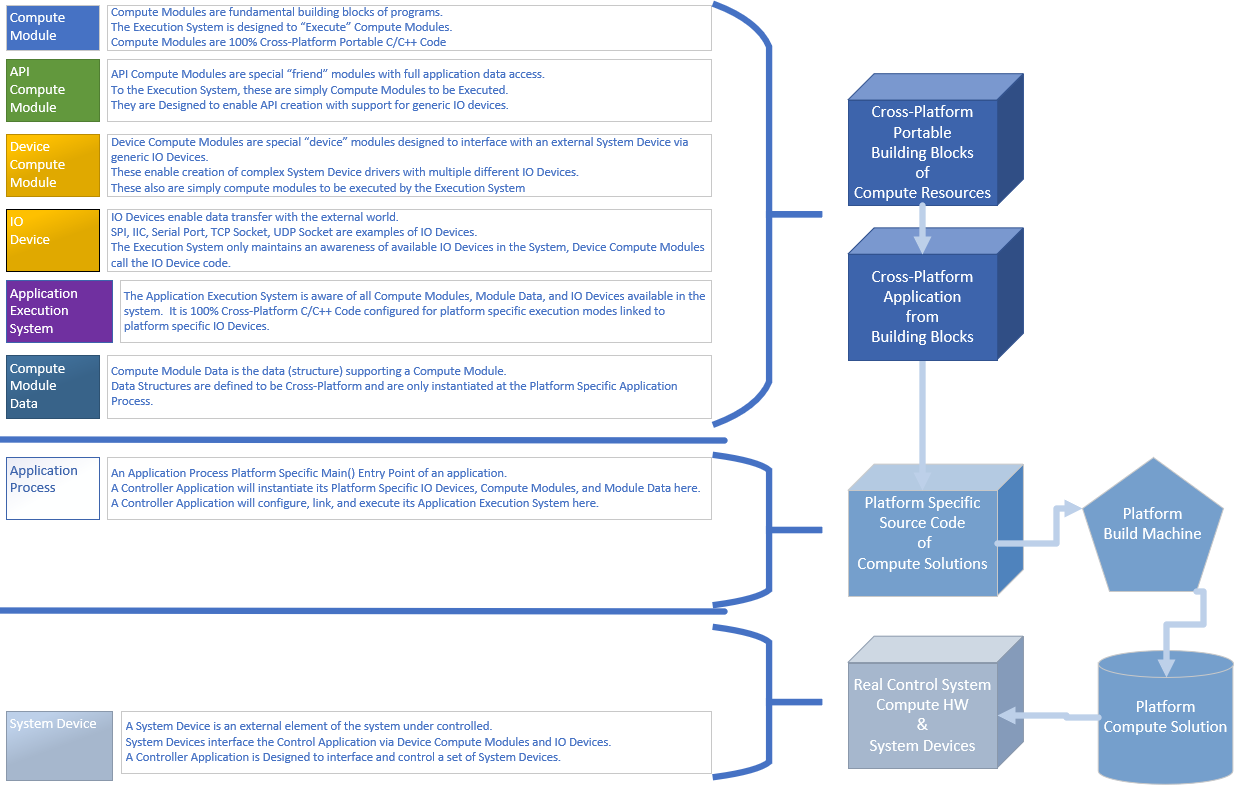 Compute
Module
Compute Modules are fundamental building blocks of programs.
The Execution System is designed to “Execute” Compute Modules.
Compute Modules are 100% Cross-Platform Portable C/C++ Code
API
Compute
Module
API Compute Modules are special “friend” modules with full application data access.
To the Execution System, these are simply Compute Modules to be Executed.
They are Designed to enable API creation with support for generic IO devices.
Device
Compute
Module
Device Compute Modules are special “device” modules designed to interface with an external System Device via
generic IO Devices.
These enable creation of complex System Device drivers with multiple different IO Devices.
These also are simply compute modules to be executed by the Execution System
IO
Device
IO Devices enable data transfer with the external world.
SPI, IIC, Serial Port, TCP Socket, UDP Socket are examples of IO Devices.
The Execution System only maintains an awareness of available IO Devices in the System, Device Compute Modules
call the IO Device code.
Application
Execution
System
The Application Execution System is aware of all Compute Modules, Module Data, and IO Devices available in the
system.  It is 100% Cross-Platform C/C++ Code configured for platform specific execution modes linked to
platform specific IO Devices.
Compute
Module
Data
Compute Module Data is the data (structure) supporting a Compute Module.
Data Structures are defined to be Cross-Platform and are only instantiated at the Platform Specific Application
Process.
Cross-Platform
Portable
Building Blocks
of
Compute Resources
Cross-Platform
Application
from
Building Blocks
Application
Process
An Application Process Platform Specific Main() Entry Point of an application.
A Controller Application will instantiate its Platform Specific IO Devices, Compute Modules, and Module Data here.
A Controller Application will configure, link, and execute its Application Execution System here.
Platform Specific
Source Code
of
Compute Solutions
Platform
Build Machine
System Device
A System Device is an external element of the system under controlled.
System Devices interface the Control Application via Device Compute Modules and IO Devices.
A Controller Application is Designed to interface and control a set of System Devices.
Real Control System
Compute HW
&
System Devices
Platform
Compute Solution